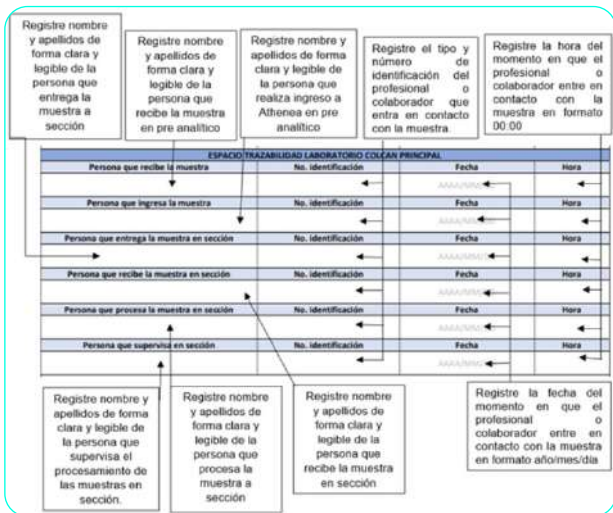 Registre nombre
y apellidos de
forma clara y
legible de la
persona que
entrega la
muestra a
sección
Registre nombre
y apellidos de
forma clara y
legible de la
persona que
recibe la muestra
en pre analítico
Registre nombre y
apellidos de forma
clara y legible de
la persona que
realiza ingreso a
Athenea en pre
analítico
Registre el tipo y
número de
identificación del
profesional o
colaborador que
entra en contacto
con la muestra.
Registre la hora del
momento en que el
profesional o
colaborador entre en
contacto con la
muestra en formato
00:00
ESPACIO TRAZABILIDAD LABORATORIO COLCAN PRINCIPAL
Persona que recibe la muestra No. identificación Fecha Hora
Persona que ingresa la muestra No. identificación Fecha Hora
Persona que entrega la muestra en sección No. identificación Fecha Hora
Persona que recibe la muestra en sección No. identificación Fecha Hora
Persona que procesa la muestra en sección No. identificación Fecha Hora
Persona que supervisa en sección No. identificación Fecha Hora
Registre nombre y
apellidos de forma
clara y legible de
la persona que
supervisa el
procesamiento de
las muestras en
sección.
Registre nombre
y apellidos de
forma clara y
legible de la
persona que
procesa la
muestra a
sección
Registre nombre
y apellidos de
forma clara y
legible de la
persona que
recibe la muestra
en sección
Registre la fecha del
momento en que el
profesional o
colaborador entre en
contacto con la muestra
en formato año/mes/día